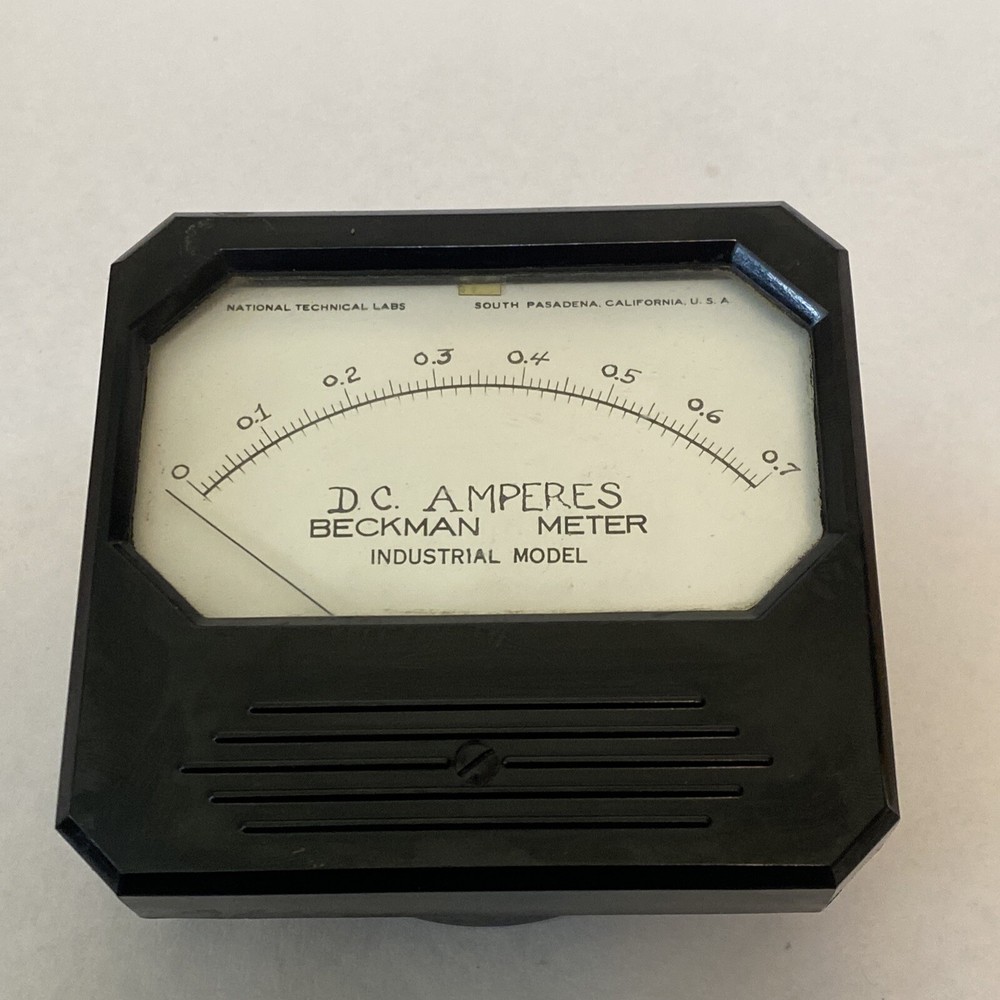 NATIONAL TECHNICAL LABS SOUTH PASADENA, CALIFORNIA, U. S. A
0 0.1 0.2 0.3 0.4 0.5 0.6 0.7
D.C. AMPERES
BECKMAN METER
INDUSTRIAL MODEL